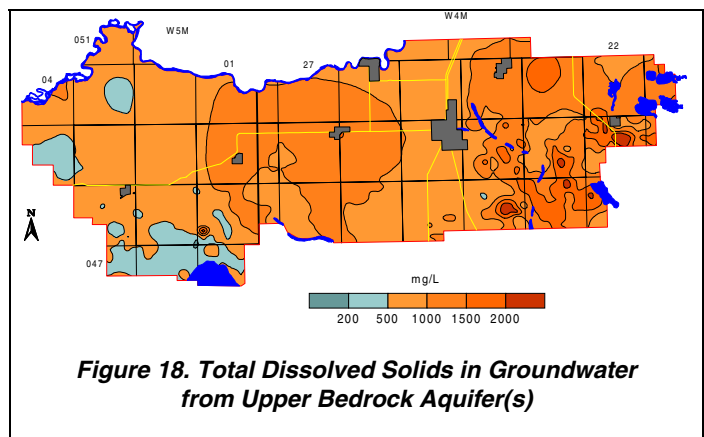 W4M
051
W5M
22
01
27
04
N
047
mg/L
200 500 1000 1500 2000
Figure 18. Total Dissolved Solids in Groundwater
from Upper Bedrock Aquifer(s)